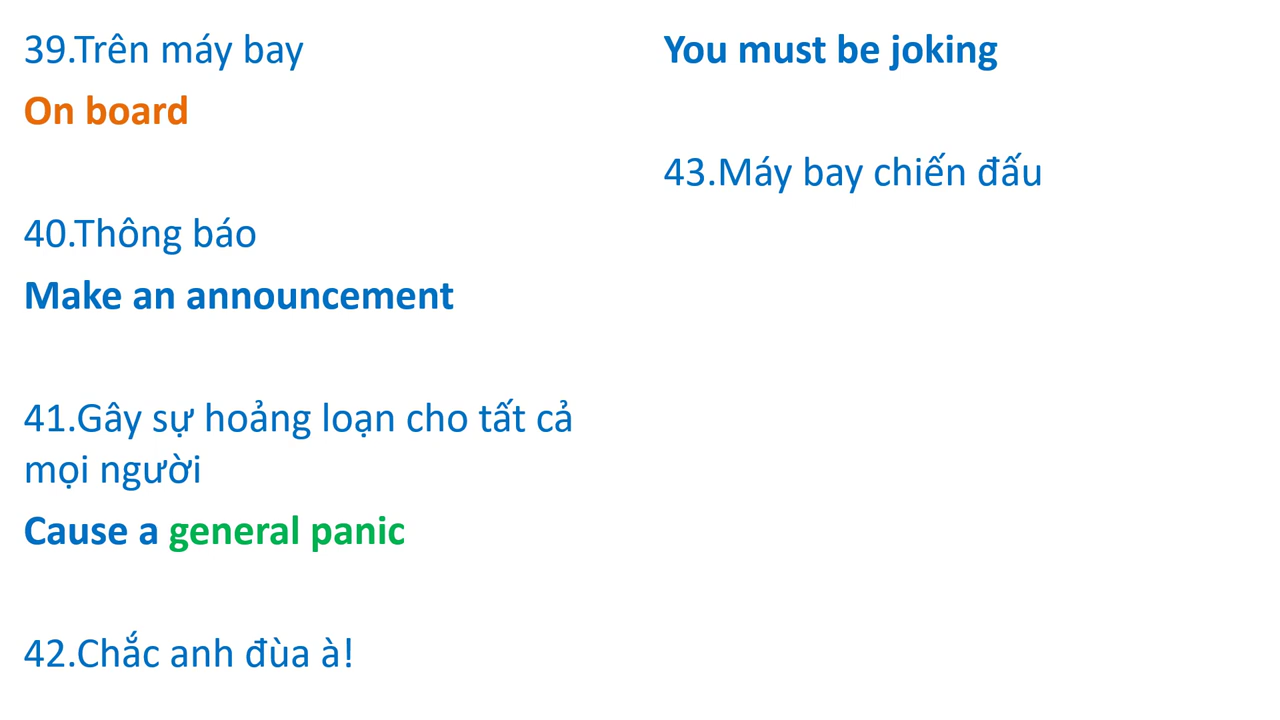 39.Trên máy bay
On board
40.Thông báo
Make an announcement
41.Gây sự hoảng loạn cho tất cả
mọi người
Cause a general panic
42.Chắc anh đùa à!
You must be joking
43.Máy bay chiến đấu